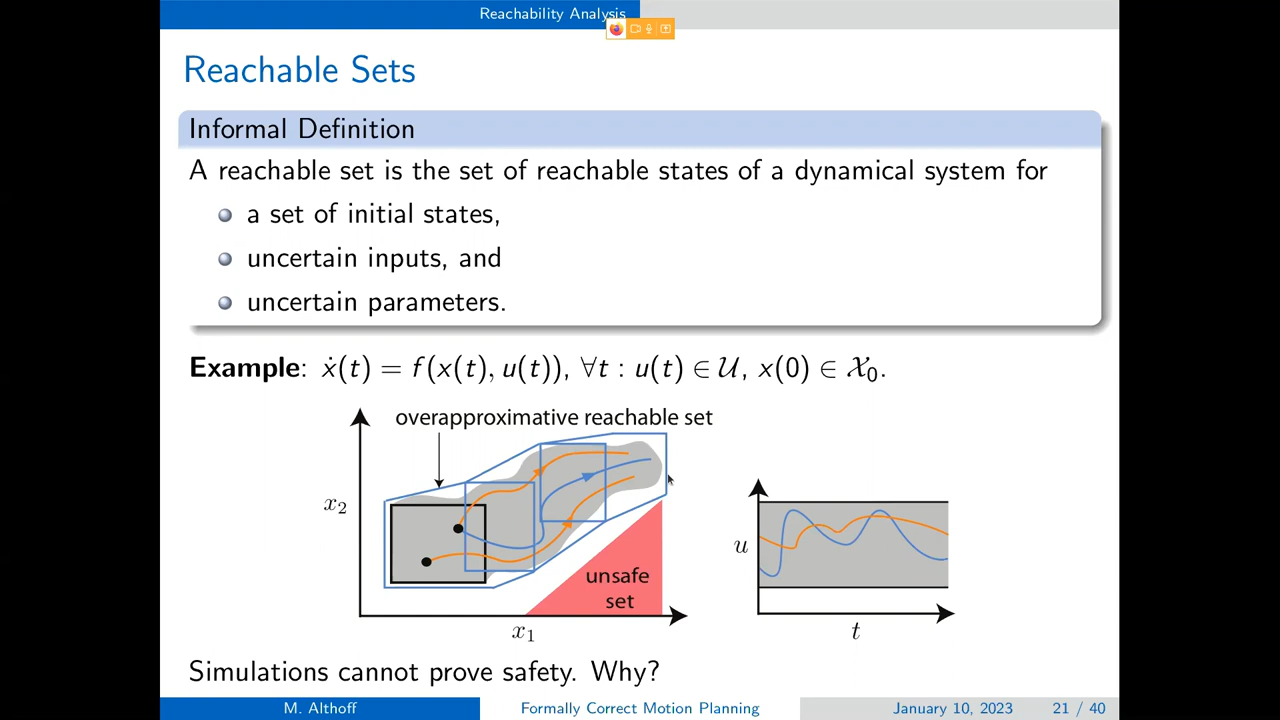 Reachability Analysis
Reachable Sets
Informal Definition
A reachable set is the set of reachable states of a dynamical system for
a set of initial states,
uncertain inputs, and
uncertain parameters.
Example: ẋ(t) = f(x(t), u(t)), ∀t : u(t) ∈ 𝒰, x(0) ∈ 𝒳₀.
overapproximative reachable set
x₂
unsafe
set
x₁
u
t
Simulations cannot prove safety. Why?
M. Althoff
Formally Correct Motion Planning
January 10, 2023
21 / 40